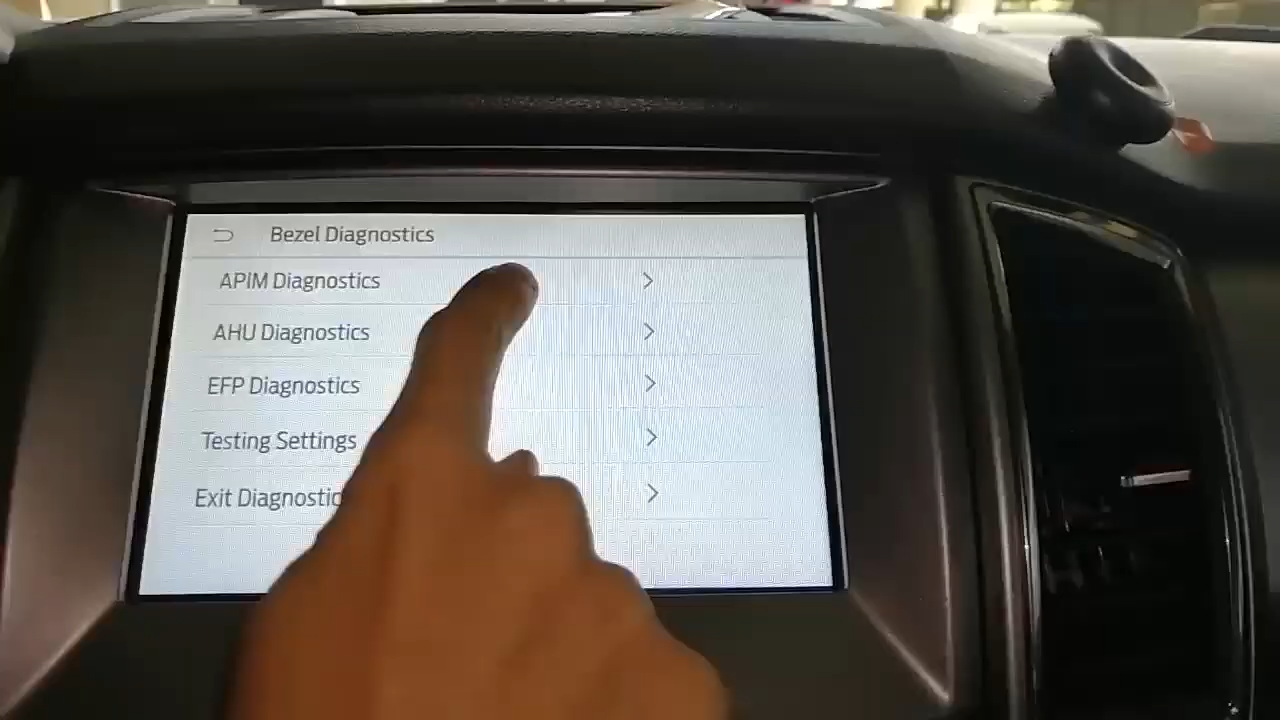 Bezel Diagnostics
APIM Diagnostics
AHU Diagnostics
EFP Diagnostics
Testing Settings
Exit Diagnostic